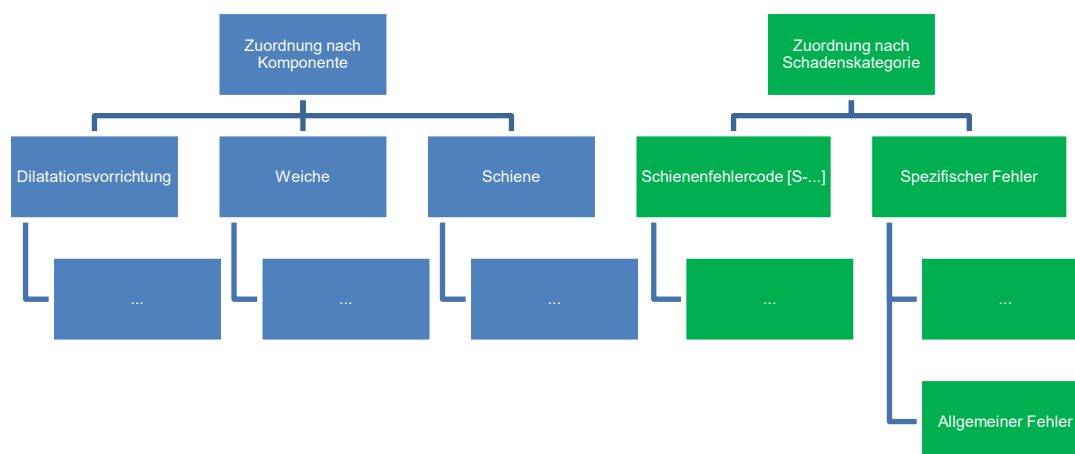 Zuordnung nach
Komponente
Zuordnung nach
Schadenskategorie
Dilatationsvorrichtung
Weiche
Schiene
Schienenfehlercode [S-...]
Spezifischer Fehler
...
...
...
...
...
Allgemeiner Fehler